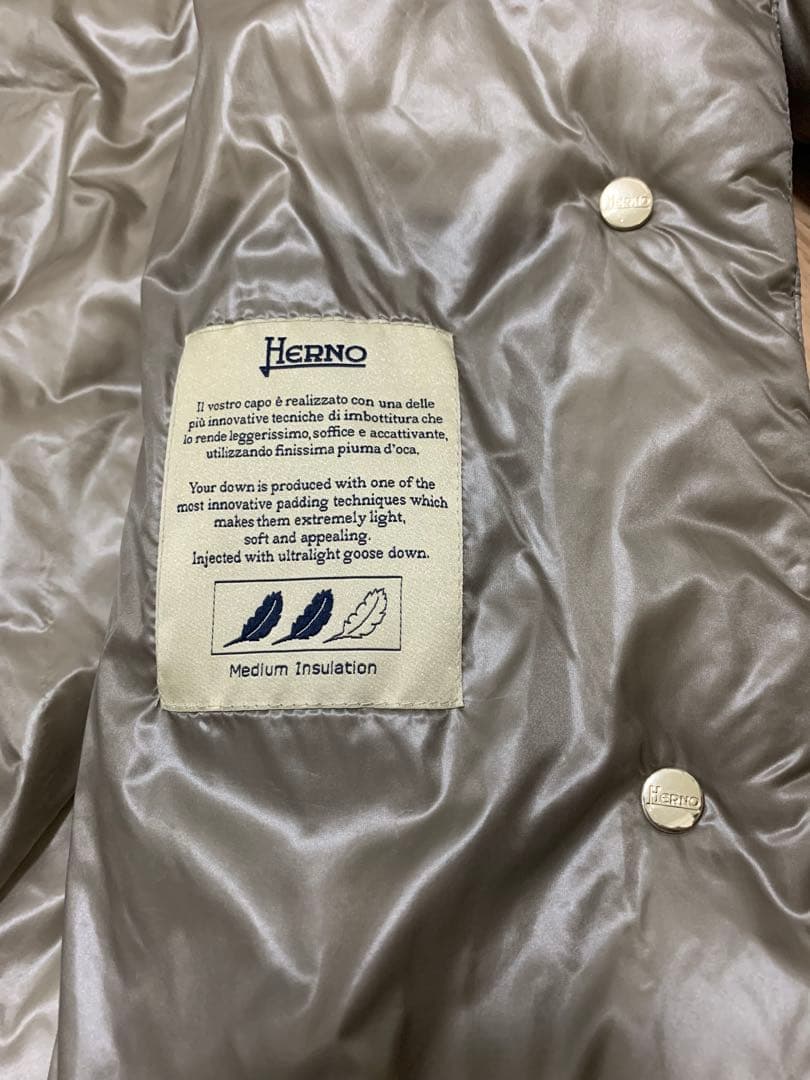 HERNO
HERNO
Il vostro capo è realizzato con una delle
più innovative tecniche di imbottitura che
lo rende leggerissimo, soffice e accattivante,
utilizzando finissima piuma d'oca.
Your down is produced with one of the
most innovative padding techniques which
makes them extremely light,
soft and appealing.
Injected with ultralight goose down.
Medium Insulation
HERNO